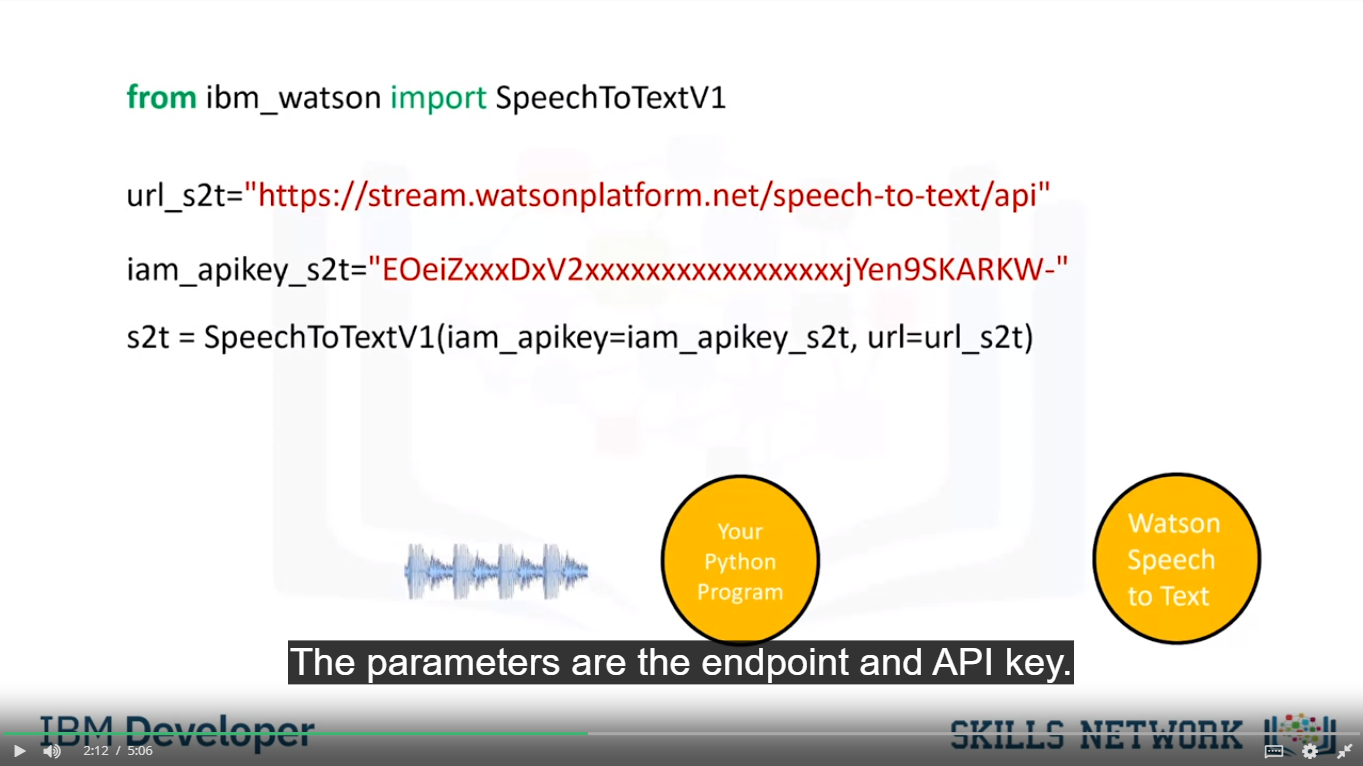 from ibm_watson import SpeechToTextV1
url_s2t="https://stream.watsonplatform.net/speech-to-text/api"
iam_apikey_s2t="EOeiZxxxDxV2xxxxxxxxxxxxxxxxxjYen9SKARKW-"
s2t = SpeechToTextV1(iam_apikey=iam_apikey_s2t, url=url_s2t)
Your
Python
Program
Watson
Speech
to Text
The parameters are the endpoint and API key.
IBM Developer
SKILLS NETWORK
2:12 / 5:06